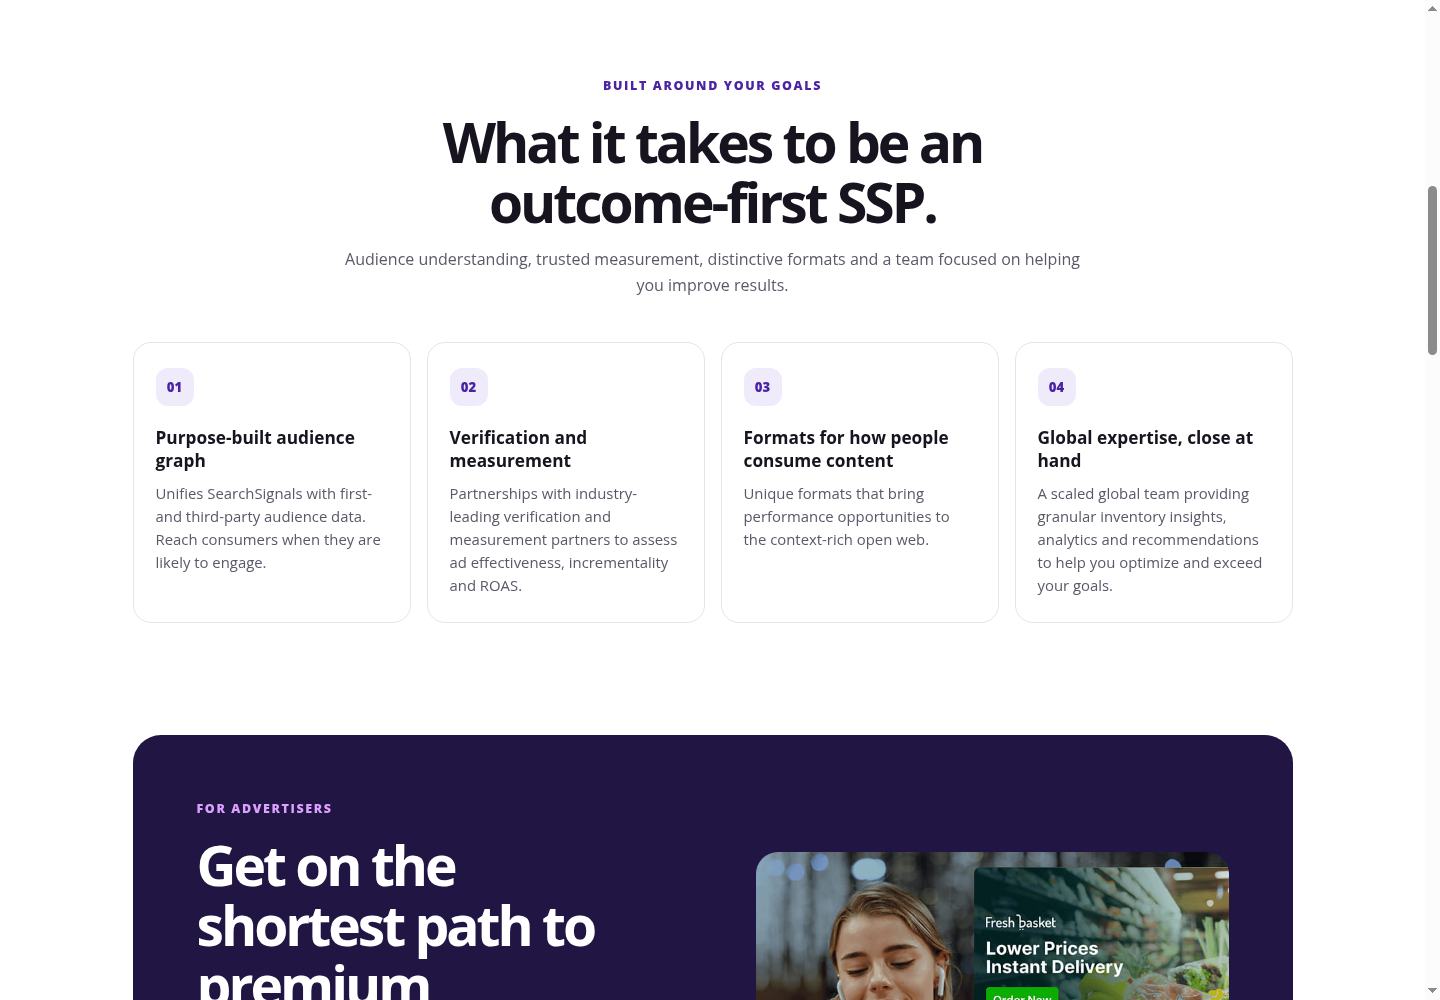 BUILT AROUND YOUR GOALS
What it takes to be an
outcome-first SSP.
Audience understanding, trusted measurement, distinctive formats and a team focused on helping
you improve results.
01
Purpose-built audience
graph
Unifies SearchSignals with first-
and third-party audience data.
Reach consumers when they are
likely to engage.
02
Verification and
measurement
Partnerships with industry-
leading verification and
measurement partners to assess
ad effectiveness, incrementality
and ROAS.
03
Formats for how people
consume content
Unique formats that bring
performance opportunities to
the context-rich open web.
04
Global expertise, close at
hand
A scaled global team providing
granular inventory insights,
analytics and recommendations
to help you optimize and exceed
your goals.
FOR ADVERTISERS
Get on the
shortest path to
premium
Fresh basket
Lower Prices
Instant Delivery
Order Now